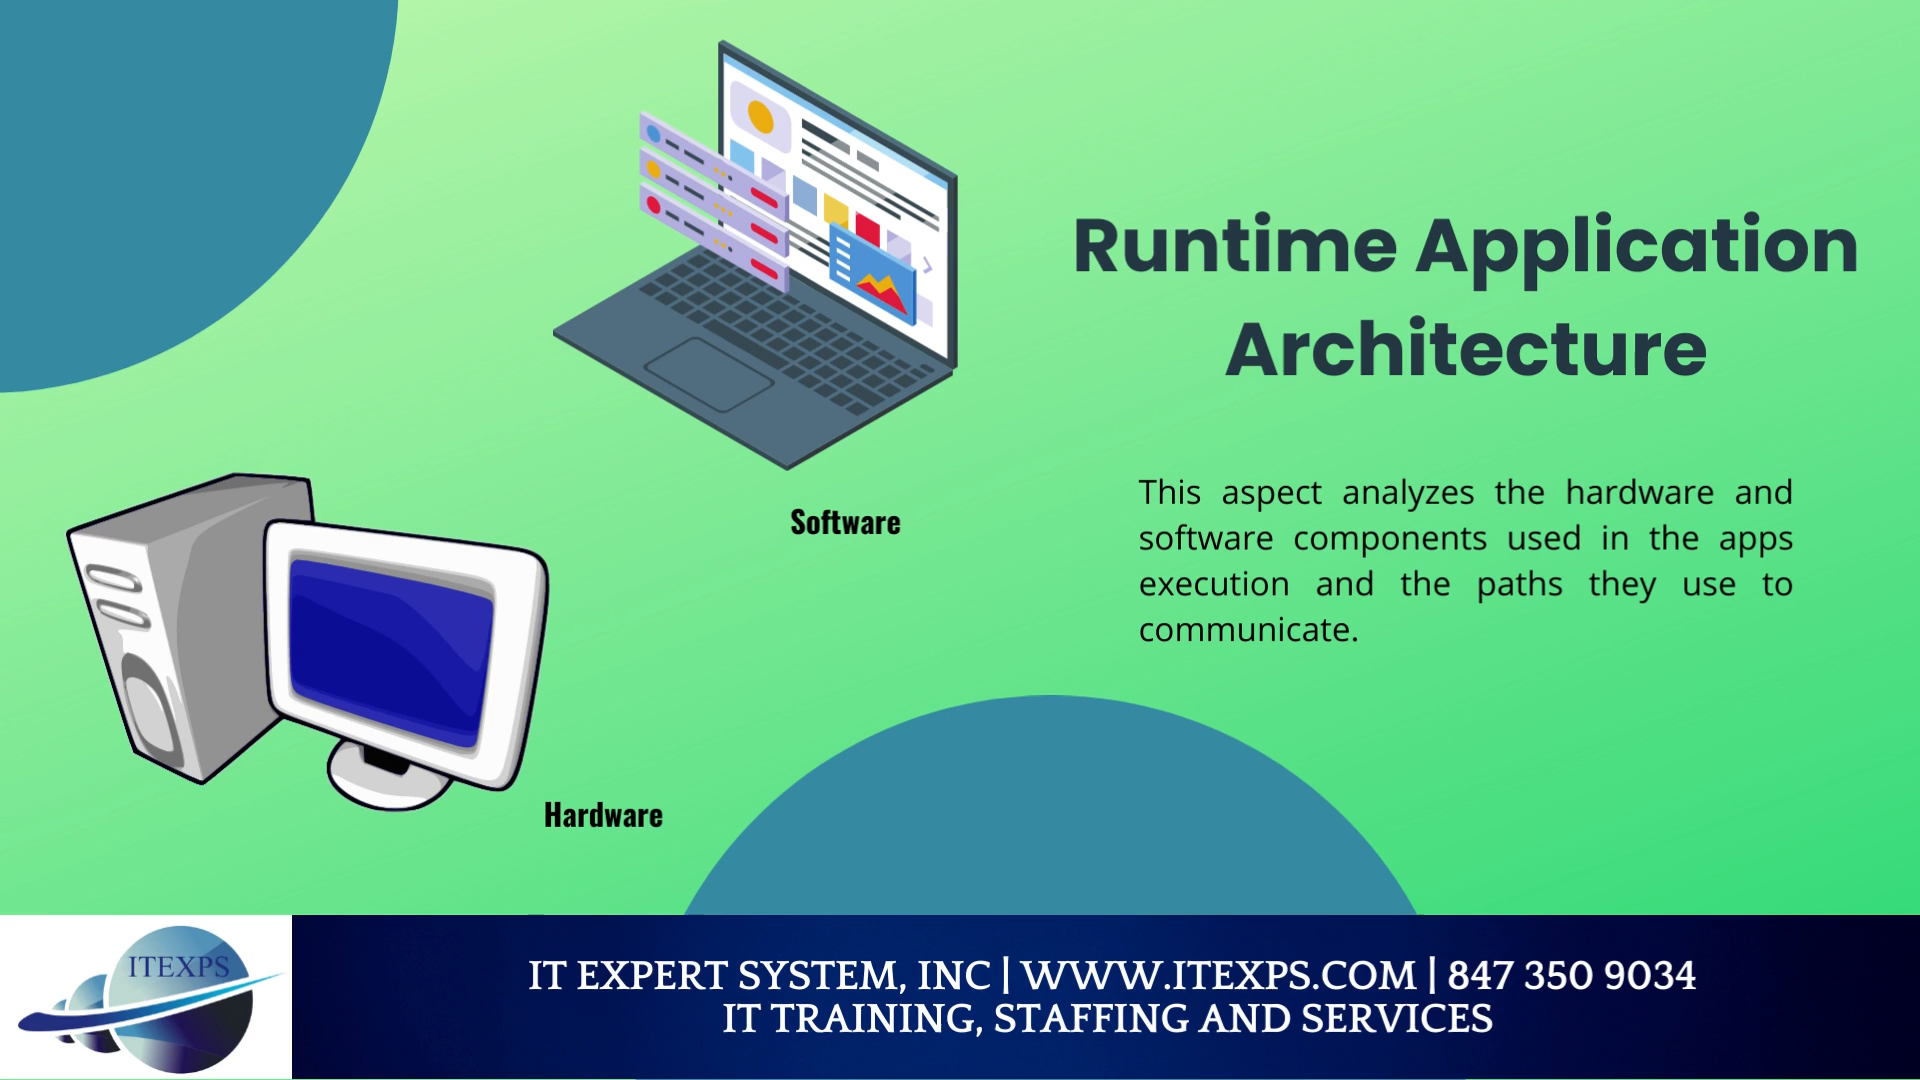 Runtime Application
Architecture
This aspect analyzes the hardware and
software components used in the apps
execution and the paths they use to
communicate.
Software
Hardware
ITEXPS
IT EXPERT SYSTEM, INC | WWW.ITEXPS.COM | 847 350 9034
IT TRAINING, STAFFING AND SERVICES